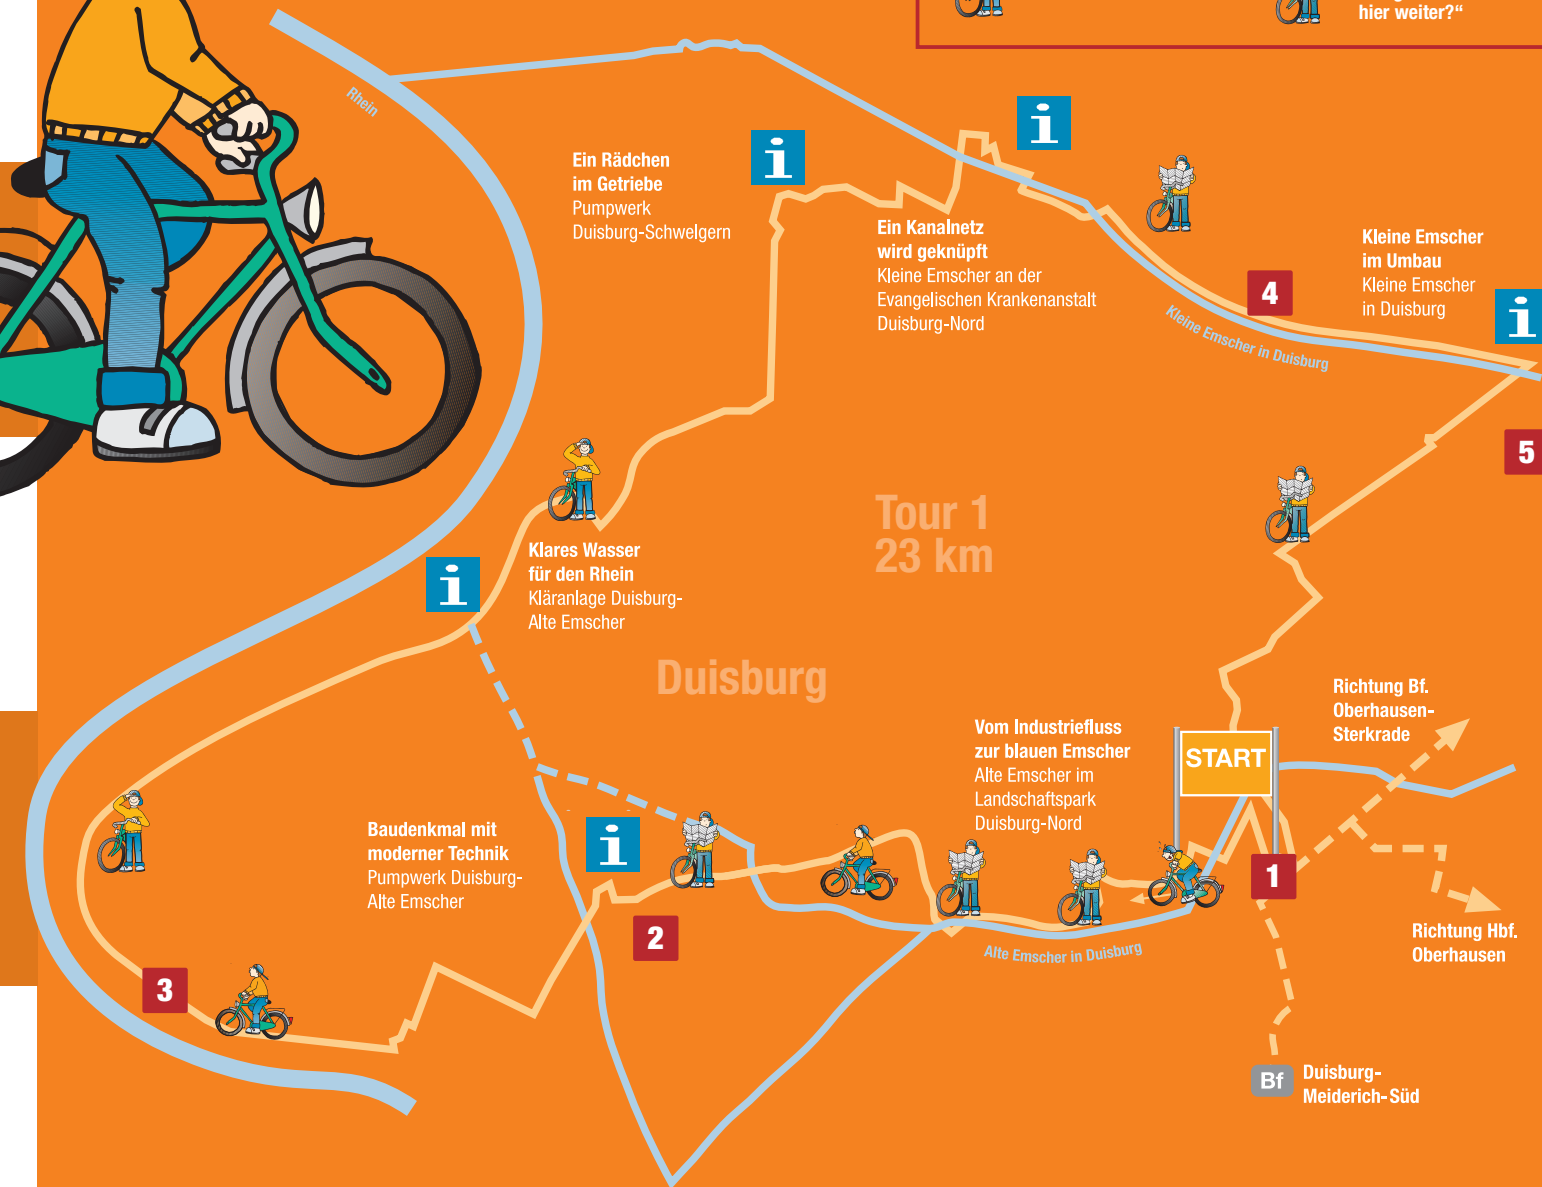 hier weiter?“
Rhein
i
i
Ein Rädchen
im Getriebe
Pumpwerk
Duisburg-Schwelgern
Ein Kanalnetz
wird geknüpft
Kleine Emscher an der
Evangelischen Krankenanstalt
Duisburg-Nord
Kleine Emscher
im Umbau
Kleine Emscher
in Duisburg
i
4
Kleine Emscher in Duisburg
5
Tour 1
23 km
Klares Wasser
für den Rhein
Kläranlage Duisburg-
Alte Emscher
i
Duisburg
Richtung Bf.
Oberhausen-
Sterkrade
Vom Industriefluss
zur blauen Emscher
Alte Emscher im
Landschaftspark
Duisburg-Nord
START
Baudenkmal mit
moderner Technik
Pumpwerk Duisburg-
Alte Emscher
i
1
2
Alte Emscher in Duisburg
Richtung Hbf.
Oberhausen
3
Bf
Duisburg-
Meiderich-Süd